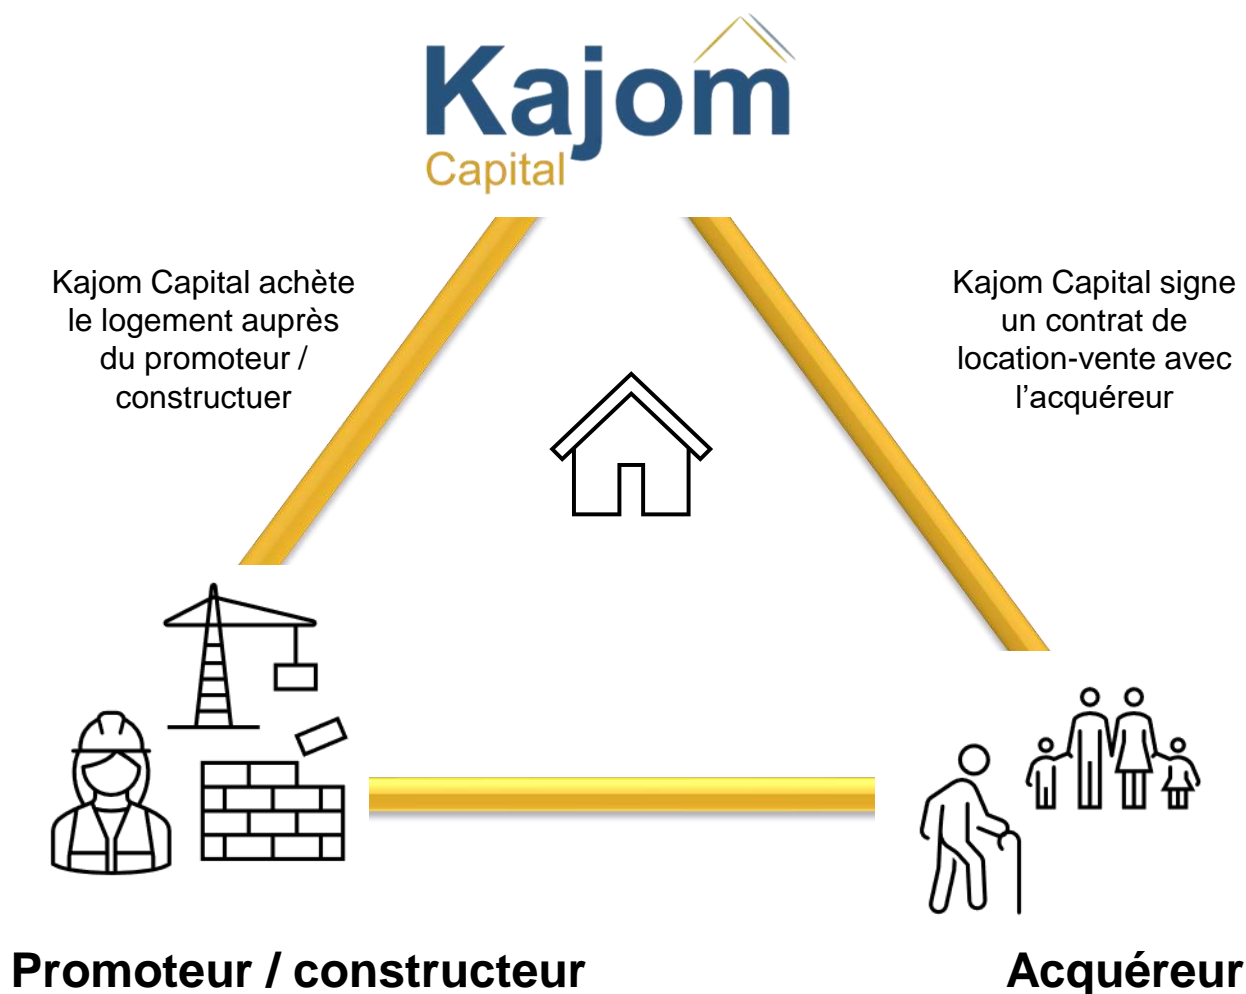 Kajom
Capital
Kajom Capital achète
le logement auprès
du promoteur /
constructuer
Kajom Capital signe
un contrat de
location-vente avec
l’acquéreur
Promoteur / constructeur
Acquéreur